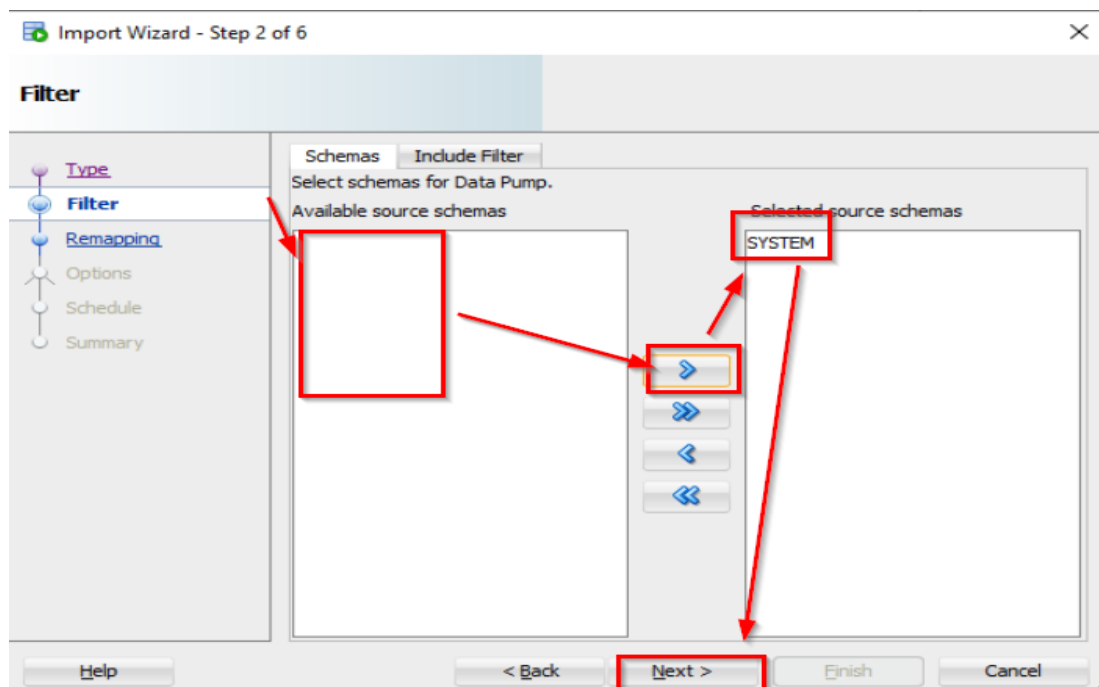 Import Wizard - Step 2 of 6
Filter
Type
Filter
Remapping
Options
Schedule
Summary
Schemas Include Filter
Select schemas for Data Pump.
Available source schemas
Selected source schemas
SYSTEM
Help
< Back
Next >
Finish
Cancel